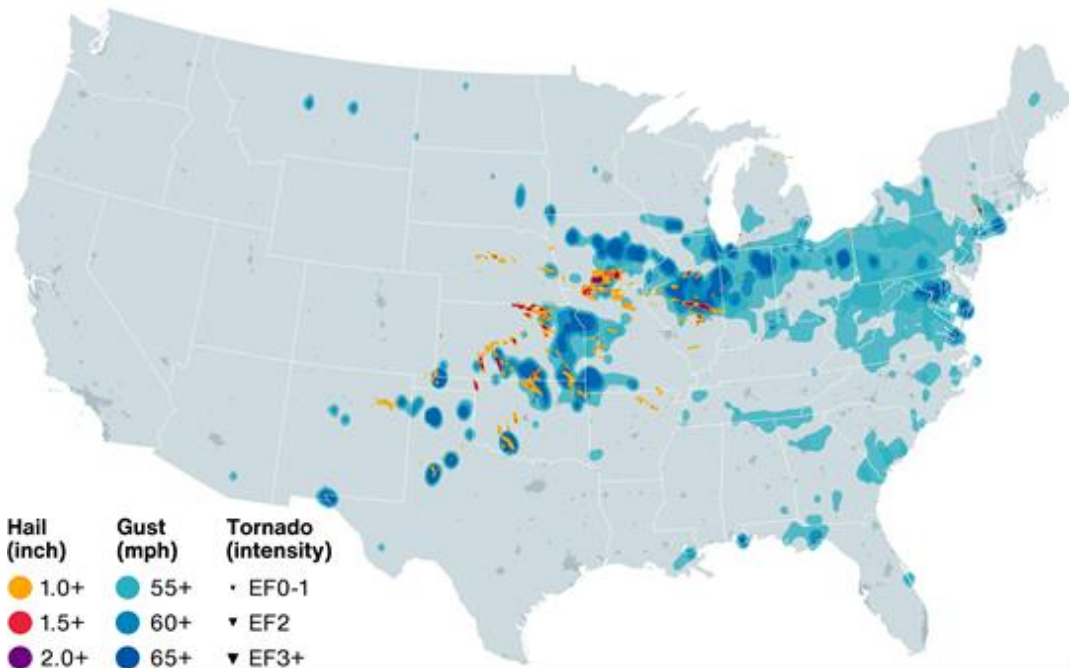 Hail
(inch)
1.0+
1.5+
2.0+
Gust
(mph)
55+
60+
65+
Tornado
(intensity)
EF0-1
EF2
EF3+